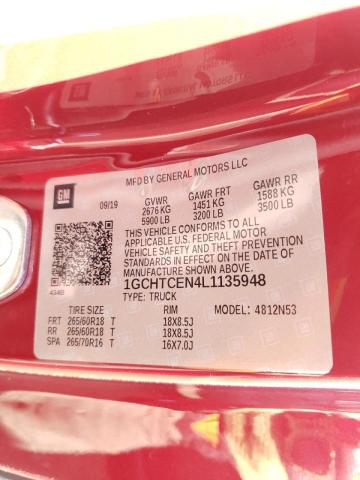 MFD BY GENERAL MOTORS LLC
GM
09/19
GVWR GAWR FRT GAWR RR
2676 KG 1451 KG 1588 KG
5900 LB 3200 LB 3500 LB
THIS VEHICLE CONFORMS TO ALL
APPLICABLE U.S. FEDERAL MOTOR
VEHICLE SAFETY AND THEFT PREVENTION
STANDARDS IN EFFECT ON THE DATE OF
MANUFACTURE SHOWN ABOVE.
1GCHTCEN4L1135948
TYPE: TRUCK
MODEL: 4812N53
TIRE SIZE RIM
FRT 265/60R18 T 18X8.5J
RR 265/60R18 T 18X8.5J
SPA 265/70R16 T 16X7.0J